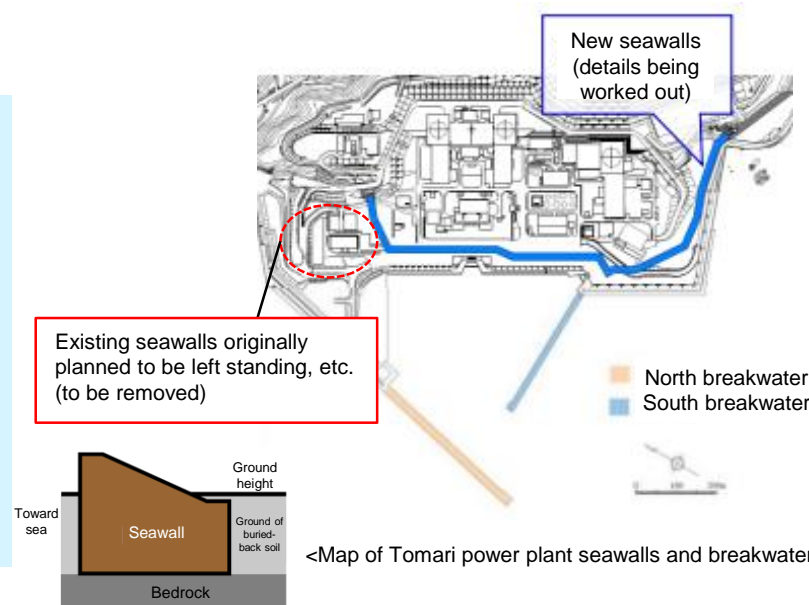 New seawalls
(details being
worked out)
Existing seawalls originally
planned to be left standing, etc.
(to be removed)
North breakwater
South breakwater
Ground
height
Toward
sea
Seawall
Ground of
buried-
back soil
Bedrock
<Map of Tomari power plant seawalls and breakwater